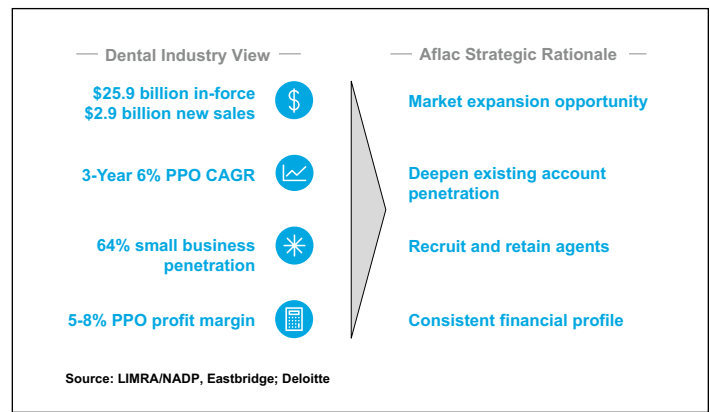 Dental Industry View
Aflac Strategic Rationale
$25.9 billion in-force
$2.9 billion new sales
$
Market expansion opportunity
3-Year 6% PPO CAGR
Deepen existing account
penetration
64% small business
penetration
Recruit and retain agents
5-8% PPO profit margin
Consistent financial profile
Source: LIMRA/NADP, Eastbridge; Deloitte